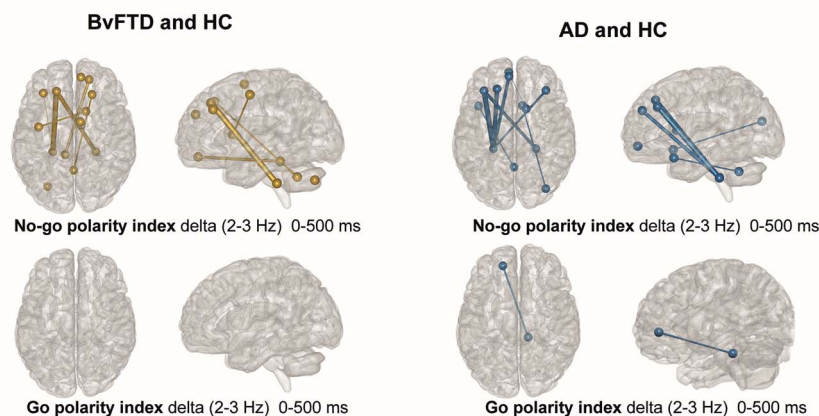 BvFTD and HC
AD and HC
No-go polarity index delta (2-3 Hz) 0-500 ms
No-go polarity index delta (2-3 Hz) 0-500 ms
Go polarity index delta (2-3 Hz) 0-500 ms
Go polarity index delta (2-3 Hz) 0-500 ms